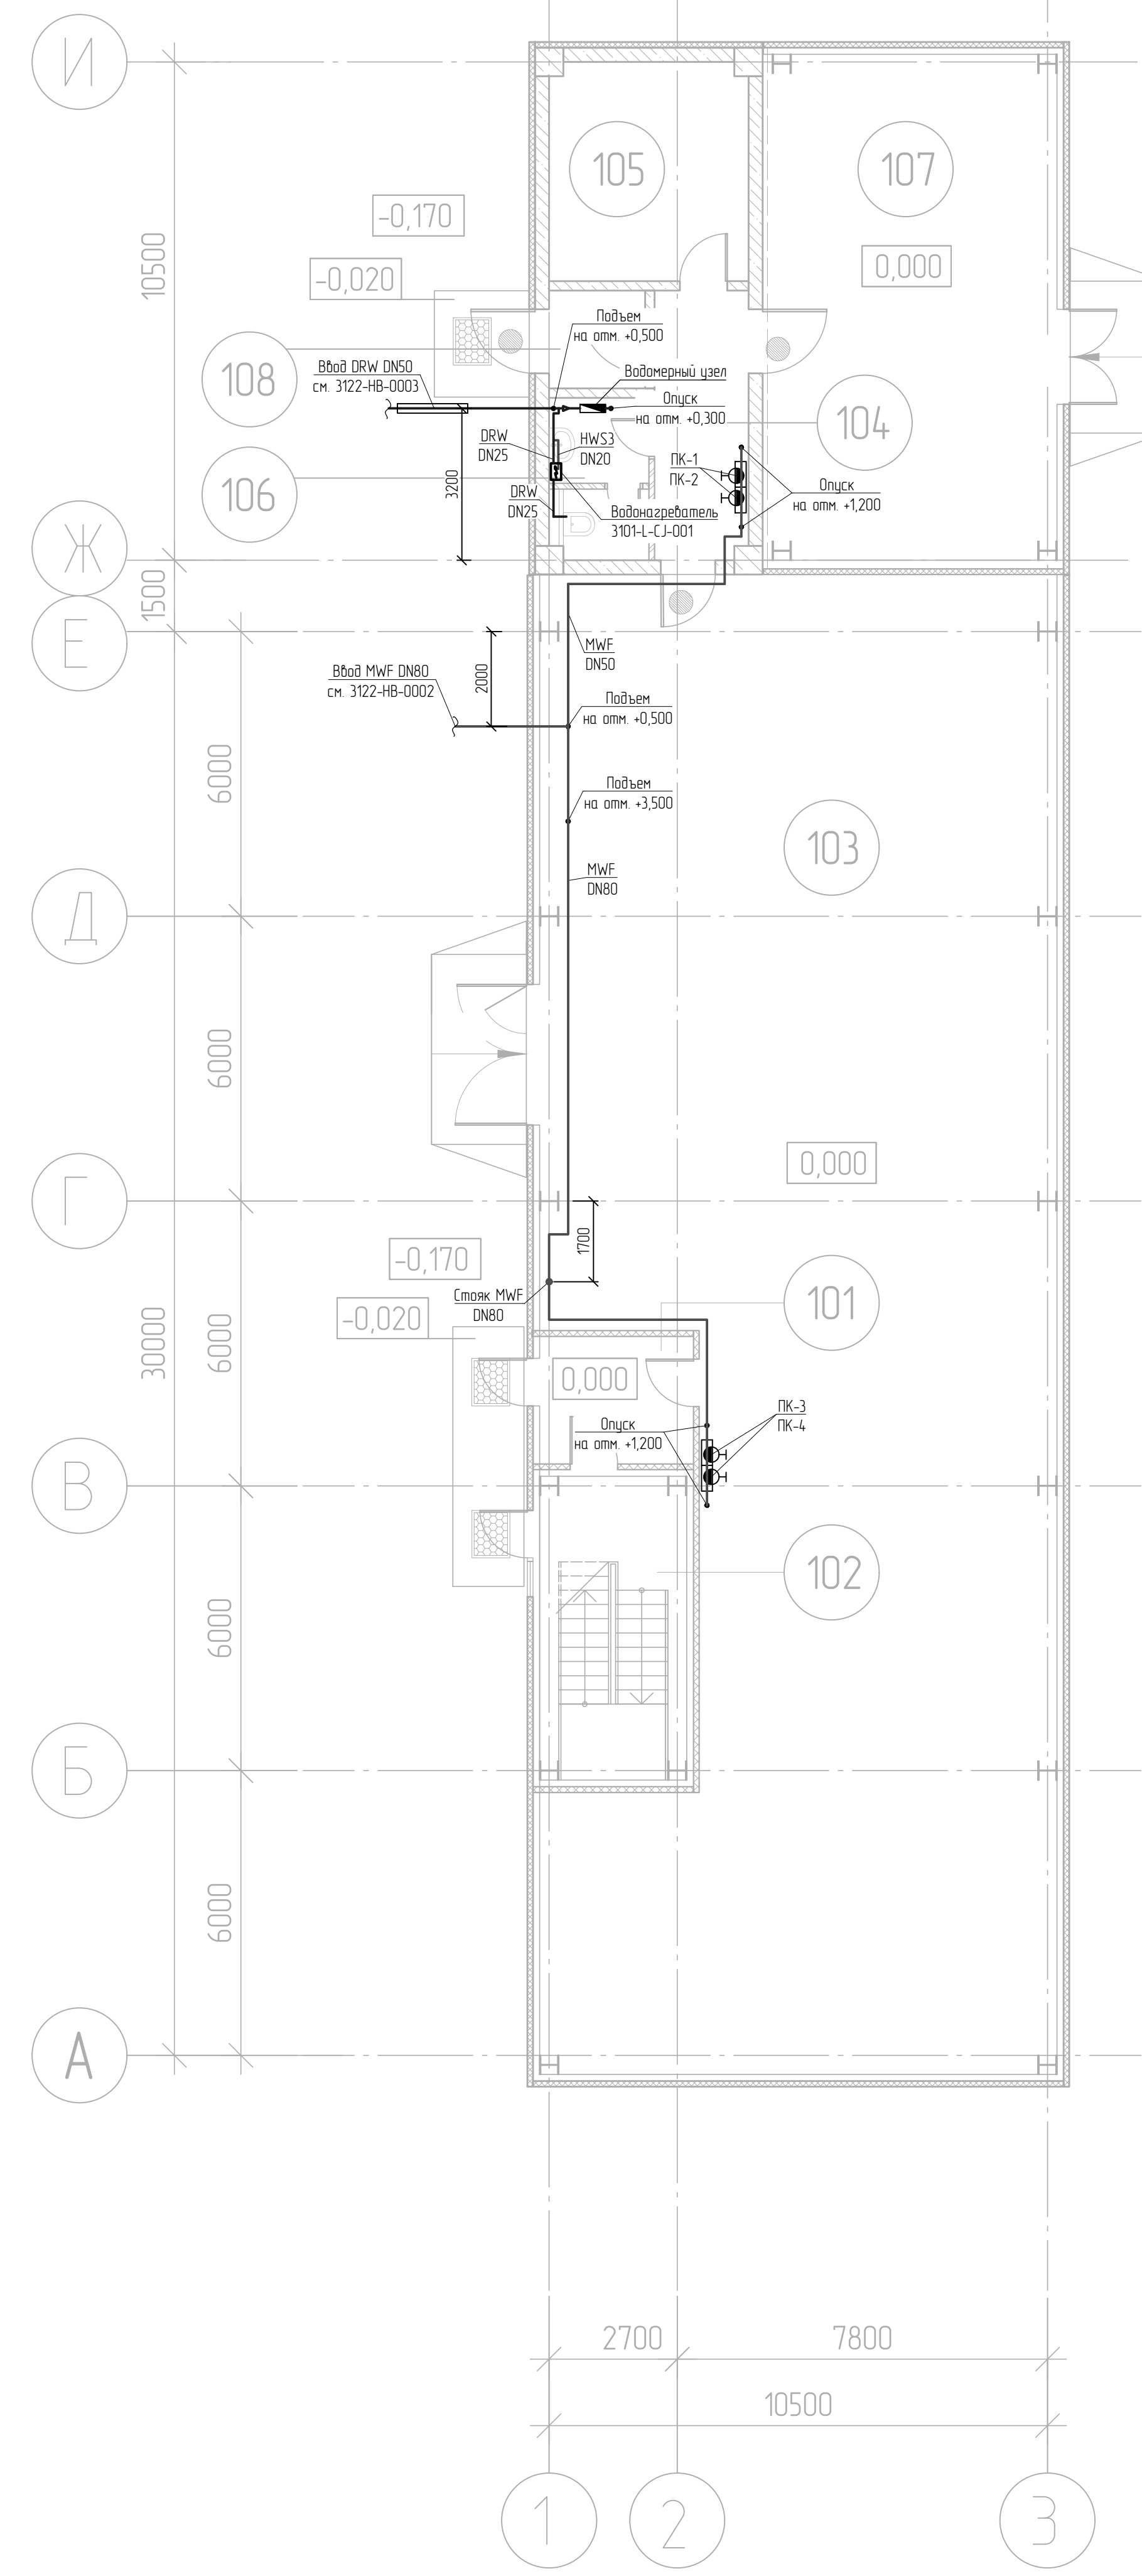 И
105
107
-0,170
0,000
-0,020
10500
Подъем
на отм. +0,500
108
Ввод DRW DN50
см. 3122-НВ-0003
Водомерный узел
Опуск
на отм. +0,300
104
DRW
DN25
HWS3
DN20
ПК-1
ПК-2
3200
106
Опуск
на отм. +1,200
DRW
DN25
Водонагреватель
3101-L-CJ-001
Ж
1500
Е
MWF
DN50
2000
Ввод MWF DN80
см. 3122-НВ-0002
Подъем
на отм. +0,500
6000
Подъем
на отм. +3,500
103
MWF
DN80
Д
6000
0,000
Г
1700
-0,170
Стояк MWF
DN80
101
-0,020
30000
6000
0,000
ПК-3
ПК-4
Опуск
на отм. +1,200
В
102
6000
Б
6000
А
2700
7800
10500
1
2
3